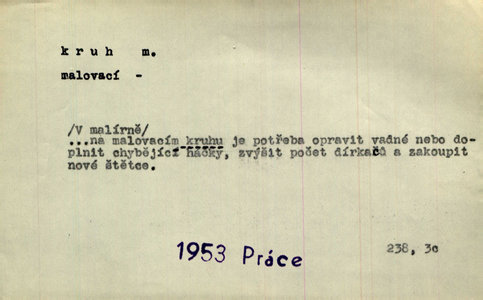 kruh m.
malovací -
/V malírně/
...na malovacím kruhu je potřeba opravit vadné nebo do-
plnit chybějící háčky, zvýšit počet dírkačů a zakoupit
nové štětce.
1953 Práce
238, 3c